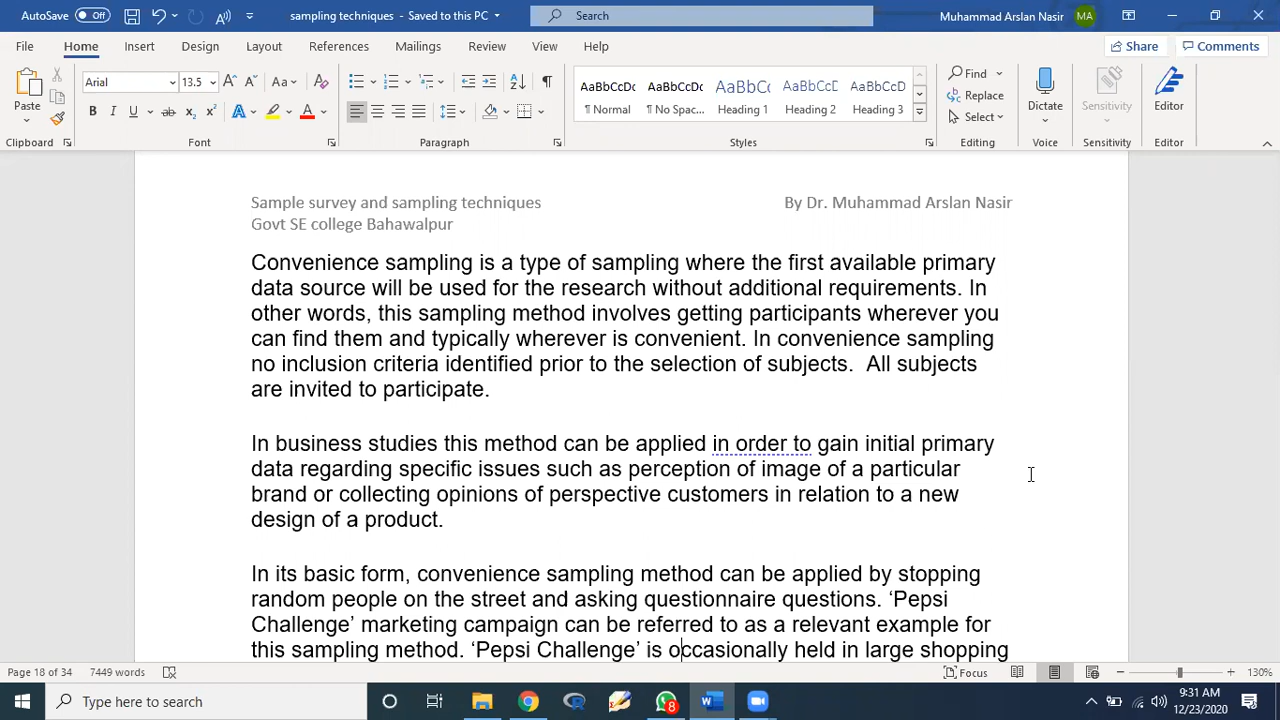 AutoSave Off sampling techniques - Saved to this PC Search Muhammad Arslan Nasir MA
File Home Insert Design Layout References Mailings Review View Help Share Comments
Paste Arial 13.5 Aa AaBbCcDc AaBbCcDc AaBbCc AaBbCcD AaBbCcD Find Dictate Sensitivity Editor
B I U ab x₂ x² A A ¶ Normal ¶ No Spac... Heading 1 Heading 2 Heading 3 Replace
Select
Clipboard Font Paragraph Styles Editing Voice Sensitivity Editor
Sample survey and sampling techniques By Dr. Muhammad Arslan Nasir
Govt SE college Bahawalpur
Convenience sampling is a type of sampling where the first available primary
data source will be used for the research without additional requirements. In
other words, this sampling method involves getting participants wherever you
can find them and typically wherever is convenient. In convenience sampling
no inclusion criteria identified prior to the selection of subjects.  All subjects
are invited to participate.
In business studies this method can be applied in order to gain initial primary
data regarding specific issues such as perception of image of a particular
brand or collecting opinions of perspective customers in relation to a new
design of a product.
In its basic form, convenience sampling method can be applied by stopping
random people on the street and asking questionnaire questions. ‘Pepsi
Challenge’ marketing campaign can be referred to as a relevant example for
this sampling method. ‘Pepsi Challenge’ is occasionally held in large shopping
Page 18 of 34 7449 words Focus 130%
Type here to search 8 9:31 AM
12/23/2020